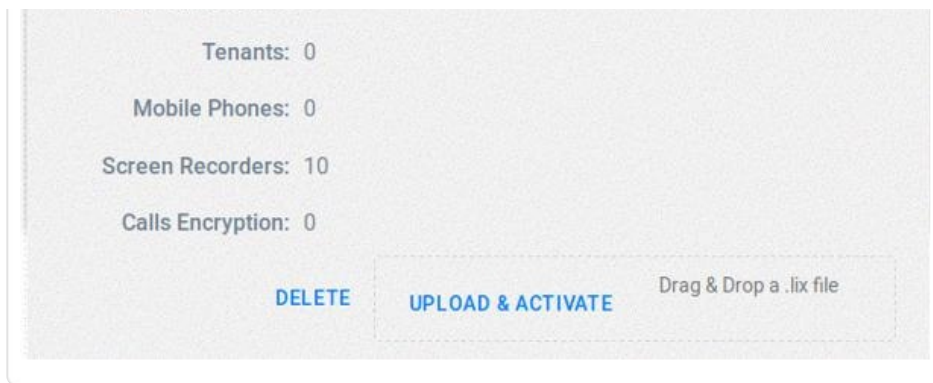 Tenants: 0
Mobile Phones: 0
Screen Recorders: 10
Calls Encryption: 0
DELETE UPLOAD & ACTIVATE Drag & Drop a .lix file